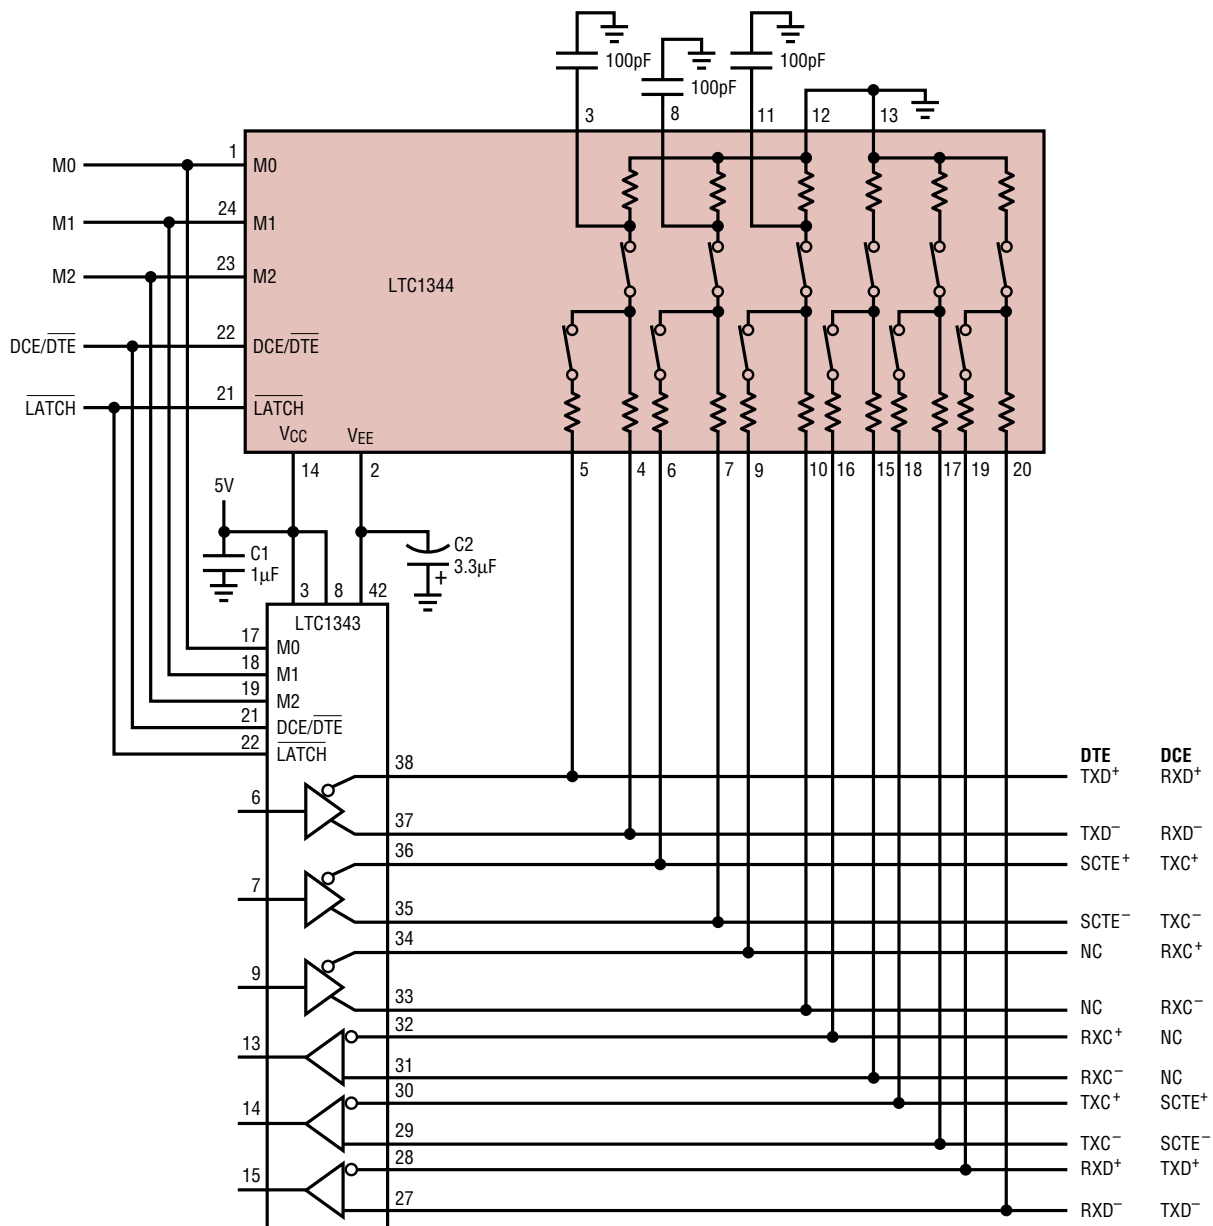 100pF
100pF
100pF
3
8
11
12
13
M0
1
M0
M1
24
M1
M2
23
M2
LTC1344
DCE/DTE
22
DCE/DTE
LATCH
21
LATCH
VCC
VEE
14
2
5
4
6
7
9
10
16
15
18
17
19
20
5V
C1
1µF
C2
3.3µF
+
3
8
42
LTC1343
17
M0
18
M1
19
M2
21
DCE/DTE
22
LATCH
DTE DCE
38
TXD+ RXD+
6
37
TXD− RXD−
36
SCTE+ TXC+
7
35
SCTE− TXC−
34
NC RXC+
9
33
NC RXC−
32
RXC+ NC
13
31
RXC− NC
30
TXC+ SCTE+
14
29
TXC− SCTE−
28
RXD+ TXD+
15
27
RXD− TXD−